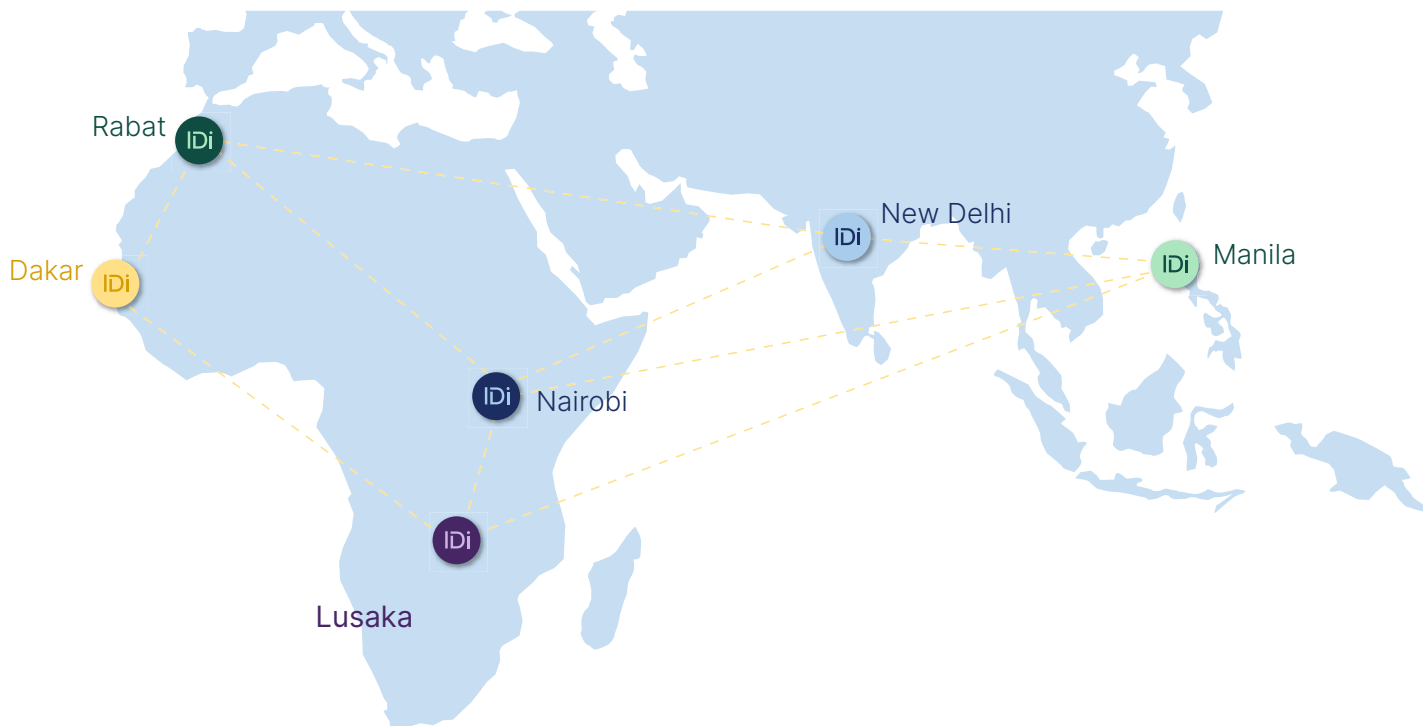 Rabat
IDi
New Delhi
IDi
Manila
IDi
Dakar
IDi
Nairobi
IDi
Lusaka
IDi